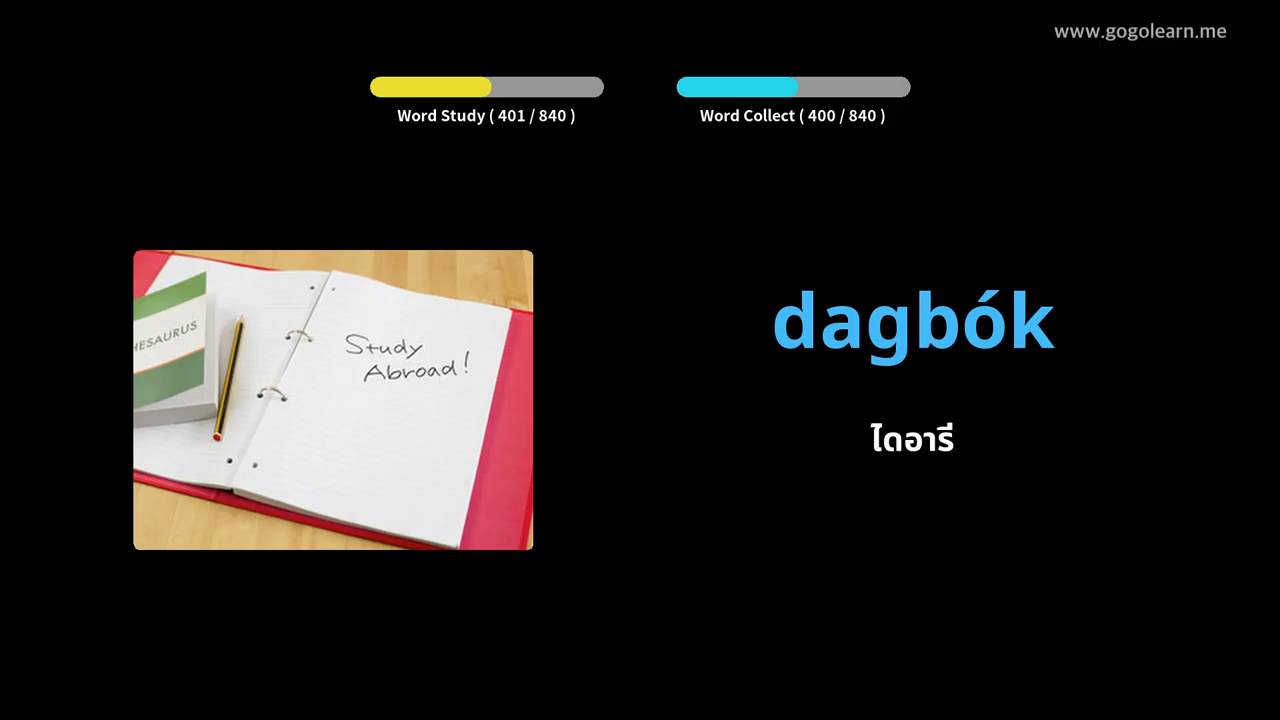 www.gogolearn.me
Word Study ( 401 / 840 )
Word Collect ( 400 / 840 )
HESAURUS
Study
Abroad!
dagbók
ไดอารี